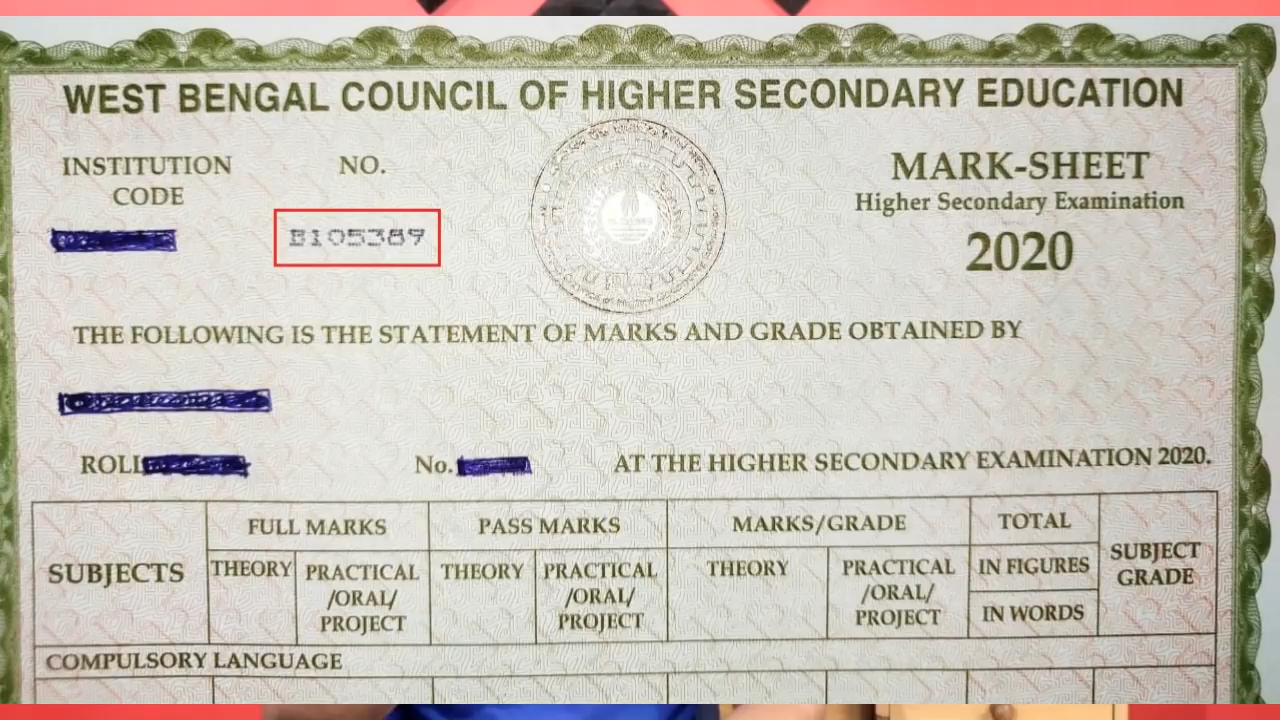 WEST BENGAL COUNCIL OF HIGHER SECONDARY EDUCATION
INSTITUTION
CODE
NO.
B105389
MARK-SHEET
Higher Secondary Examination
2020
THE FOLLOWING IS THE STATEMENT OF MARKS AND GRADE OBTAINED BY
ROLL No. AT THE HIGHER SECONDARY EXAMINATION 2020.
SUBJECTS
FULL MARKS
THEORY
PRACTICAL
/ORAL/
PROJECT
PASS MARKS
THEORY
PRACTICAL
/ORAL/
PROJECT
MARKS/GRADE
THEORY
PRACTICAL
/ORAL/
PROJECT
TOTAL
IN FIGURES
IN WORDS
SUBJECT
GRADE
COMPULSORY LANGUAGE